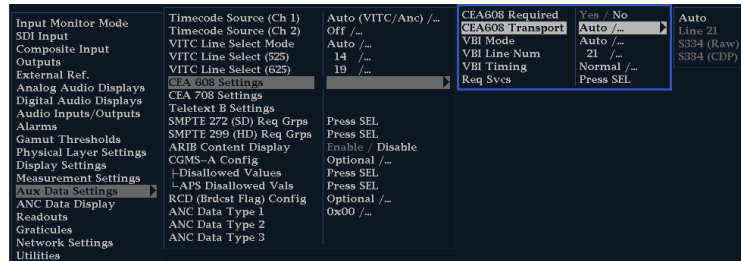 Input Monitor Mode
SDI Input
Composite Input
Outputs
External Ref.
Analog Audio Displays
Digital Audio Displays
Audio Inputs/Outputs
Alarms
Gamut Thresholds
Physical Layer Settings
Display Settings
Measurement Settings
Aux Data Settings
ANC Data Display
Readouts
Graticules
Network Settings
Utilities
Timecode Source (Ch 1) Auto (VITC/Anc) /...
Timecode Source (Ch 2) Off /...
VITC Line Select Mode Auto /...
VITC Line Select (525) 14 /...
VITC Line Select (625) 19 /...
CEA 608 Settings
CEA 708 Settings
Teletext B Settings
SMPTE 272 (SD) Req Grps Press SEL
SMPTE 299 (HD) Req Grps Press SEL
ARIB Content Display Enable / Disable
CGMS-A Config Optional /...
├Disallowed Values Press SEL
└APS Disallowed Vals Press SEL
RCD (Brdcst Flag) Config Optional /...
ANC Data Type 1 0x00 /...
ANC Data Type 2
ANC Data Type 3
CEA608 Required Yes / No
CEA608 Transport Auto /...
VBI Mode Auto /...
VBI Line Num 21 /...
VBI Timing Normal /...
Req Svcs Press SEL
Auto
Line 21
S334 (Raw)
S334 (CDP)